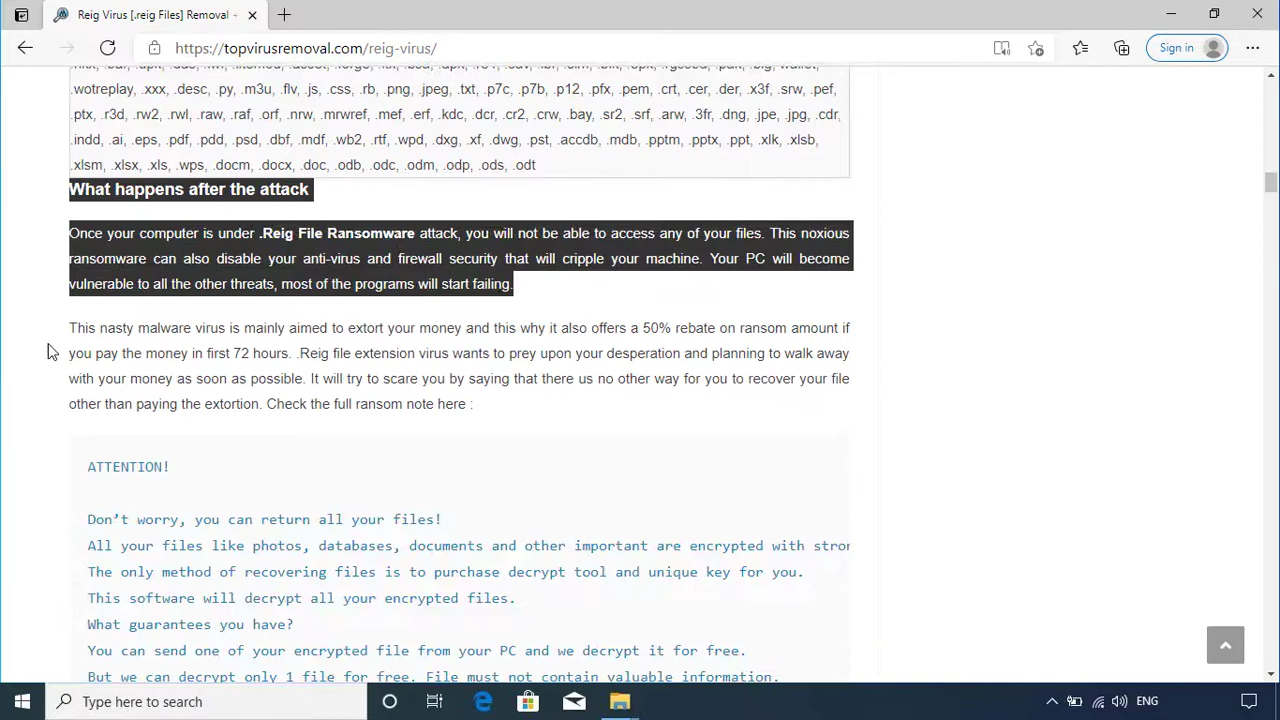 Reig Virus [.reig Files] Removal +
https://topvirusremoval.com/reig-virus/
Sign in
.wotreplay, .xxx, .desc, .py, .m3u, .flv, .js, .css, .rb, .png, .jpeg, .txt, .p7c, .p7b, .p12, .pfx, .pem, .crt, .cer, .der, .x3f, .srw, .pef,
.ptx, .r3d, .rw2, .rwl, .raw, .raf, .orf, .nrw, .mrwref, .mef, .erf, .kdc, .dcr, .cr2, .crw, .bay, .sr2, .srf, .arw, .3fr, .dng, .jpe, .jpg, .cdr,
.indd, .ai, .eps, .pdf, .pdd, .psd, .dbf, .mdf, .wb2, .rtf, .wpd, .dxg, .xf, .dwg, .pst, .accdb, .mdb, .pptm, .pptx, .ppt, .xlk, .xlsb,
.xlsm, .xlsx, .xls, .wps, .docm, .docx, .doc, .odb, .odc, .odm, .odp, .ods, .odt
What happens after the attack
Once your computer is under .Reig File Ransomware attack, you will not be able to access any of your files. This noxious
ransomware can also disable your anti-virus and firewall security that will cripple your machine. Your PC will become
vulnerable to all the other threats, most of the programs will start failing.
This nasty malware virus is mainly aimed to extort your money and this why it also offers a 50% rebate on ransom amount if
you pay the money in first 72 hours. .Reig file extension virus wants to prey upon your desperation and planning to walk away
with your money as soon as possible. It will try to scare you by saying that there us no other way for you to recover your file
other than paying the extortion. Check the full ransom note here :
ATTENTION!
Don't worry, you can return all your files!
All your files like photos, databases, documents and other important are encrypted with stron
The only method of recovering files is to purchase decrypt tool and unique key for you.
This software will decrypt all your encrypted files.
What guarantees you have?
You can send one of your encrypted file from your PC and we decrypt it for free.
But we can decrypt only 1 file for free. File must not contain valuable information.
Type here to search
ENG